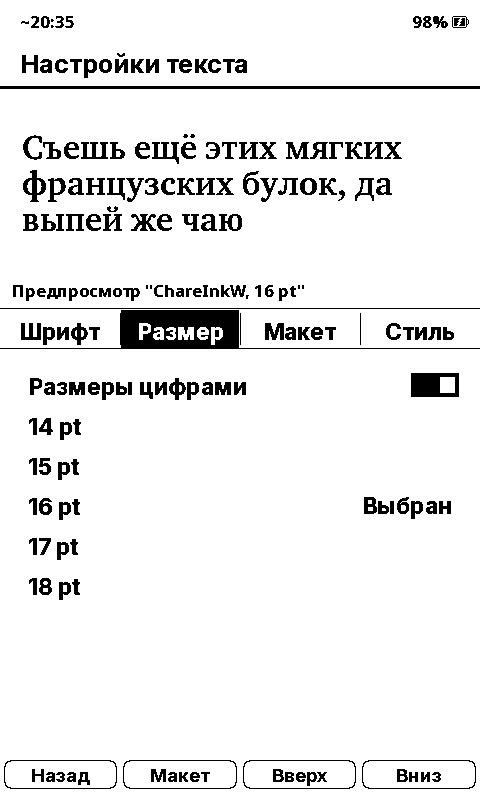 ~20:35 98%
Настройки текста
Съешь ещё этих мягких
французских булок, да
выпей же чаю
Предпросмотр "ChareInkW, 16 pt"
Шрифт Размер Макет Стиль
Размеры цифрами
14 pt
15 pt
16 pt Выбран
17 pt
18 pt
Назад Макет Вверх Вниз